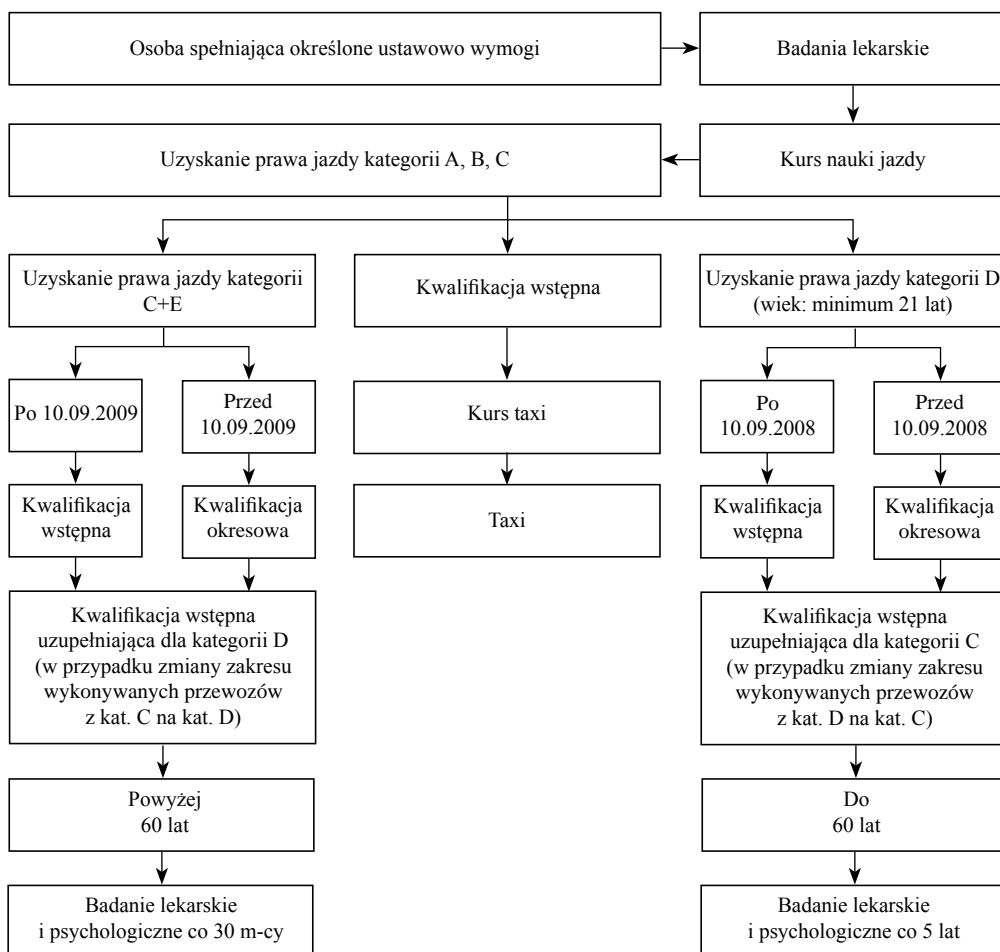 Osoba spełniająca określone ustawowo wymogi
Badania lekarskie
Uzyskanie prawa jazdy kategorii A, B, C
Kurs nauki jazdy
Uzyskanie prawa jazdy kategorii
C+E
Kwalifikacja wstępna
Uzyskanie prawa jazdy kategorii D
(wiek: minimum 21 lat)
Po 10.09.2009
Przed
10.09.2009
Kurs taxi
Po
10.09.2008
Przed
10.09.2008
Kwalifikacja
wstępna
Kwalifikacja
okresowa
Taxi
Kwalifikacja
wstępna
Kwalifikacja
okresowa
Kwalifikacja wstępna
uzupełniająca dla kategorii D
(w przypadku zmiany zakresu
wykonywanych przewozów
z kat. C na kat. D)
Kwalifikacja wstępna
uzupełniająca dla kategorii C
(w przypadku zmiany zakresu
wykonywanych przewozów
z kat. D na kat. C)
Powyżej
60 lat
Do
60 lat
Badanie lekarskie
i psychologiczne co 30 m-cy
Badanie lekarskie
i psychologiczne co 5 lat